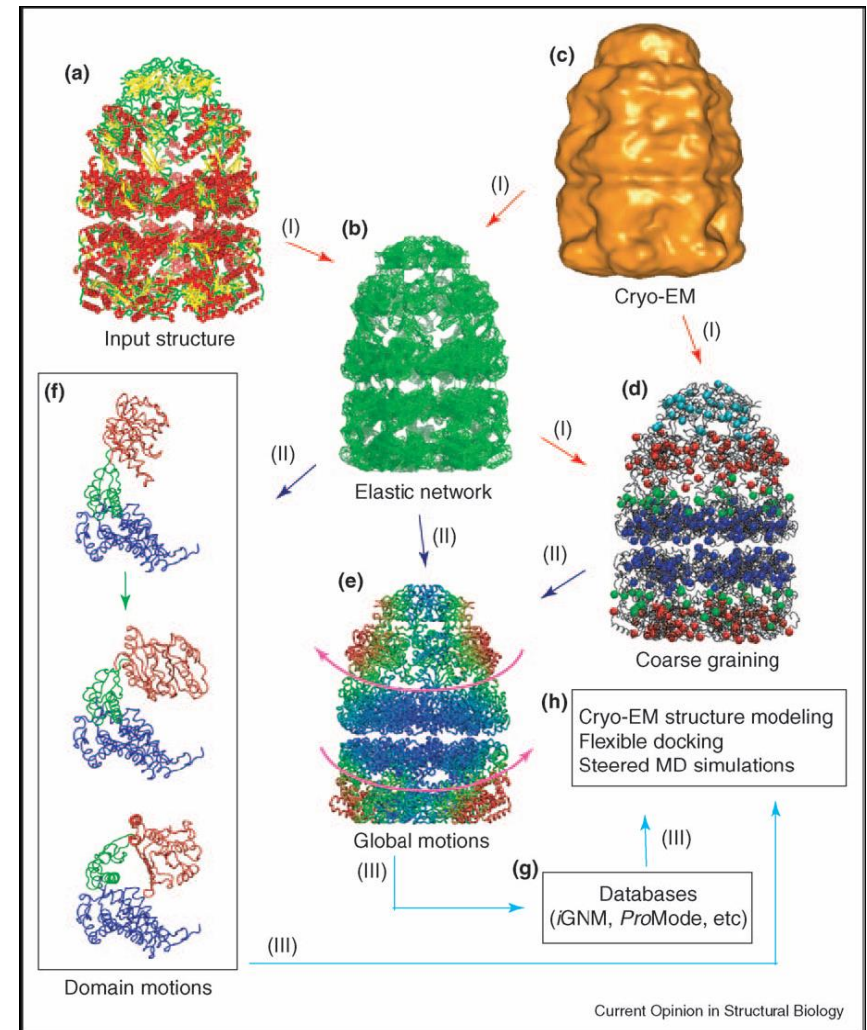 (a)
(c)
(I)
(I)
(b)
Cryo-EM
Input structure
(I)
(f)
(d)
(I)
(II)
Elastic network
(II)
(II)
(e)
Coarse graining
(h)
Cryo-EM structure modeling
Flexible docking
Steered MD simulations
Global motions
(III)
(III)
(g)
Databases
(iGNM, ProMode, etc)
(III)
Domain motions
Current Opinion in Structural Biology